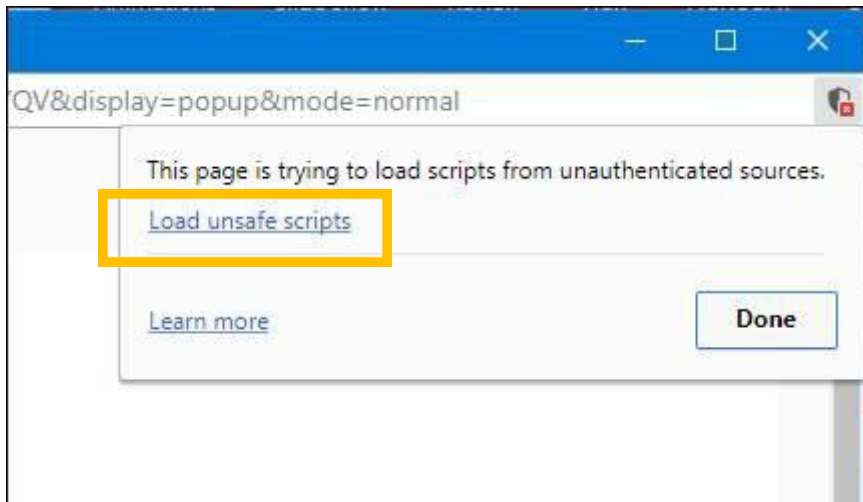 'QV&display=popup&mode=normal
This page is trying to load scripts from unauthenticated sources.
Load unsafe scripts
Learn more
Done